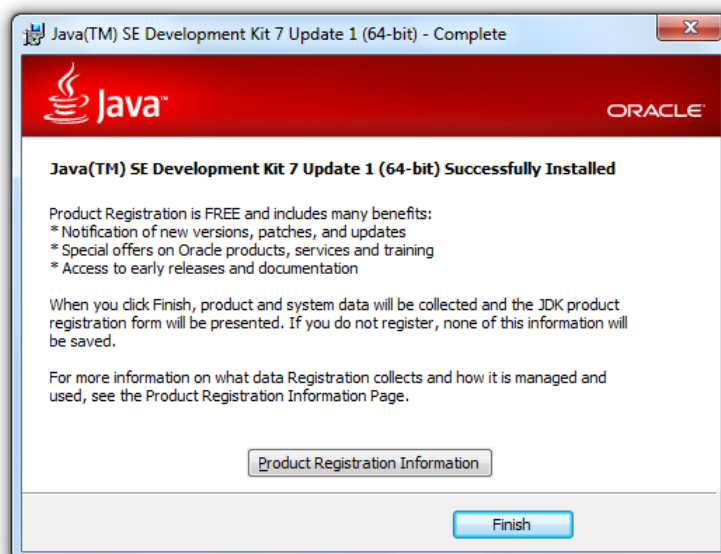 Java(TM) SE Development Kit 7 Update 1 (64-bit) - Complete
Java™
ORACLE®
Java(TM) SE Development Kit 7 Update 1 (64-bit) Successfully Installed
Product Registration is FREE and includes many benefits:
* Notification of new versions, patches, and updates
* Special offers on Oracle products, services and training
* Access to early releases and documentation
When you click Finish, product and system data will be collected and the JDK product
registration form will be presented. If you do not register, none of this information will
be saved.
For more information on what data Registration collects and how it is managed and
used, see the Product Registration Information Page.
Product Registration Information
Finish